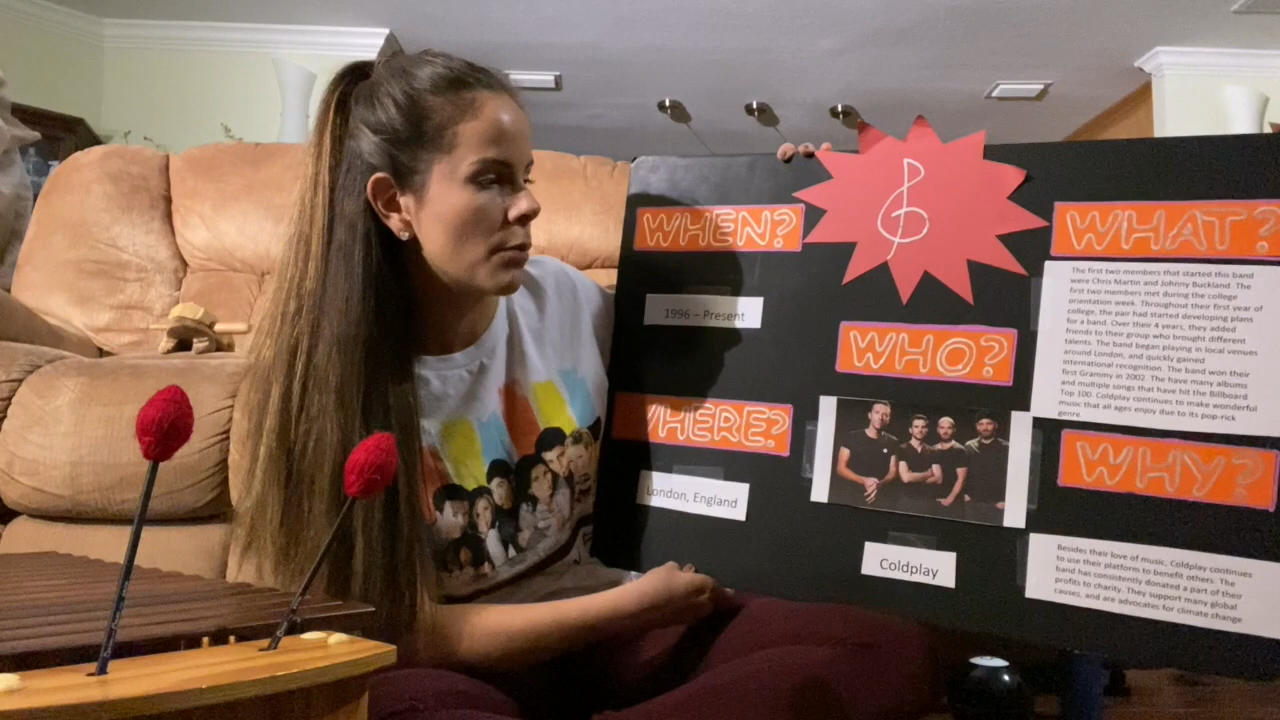 WHEN?
1996 – Present
WHERE?
London, England
WHO?
Coldplay
WHAT?
The first two members that started this band
were Chris Martin and Johnny Buckland. The
first two members met during the college
orientation week. Throughout their first year of
college, the pair had started developing plans
for a band. Over their 4 years, they added
friends to their group who brought different
talents. The band began playing in local venues
around London, and quickly gained
international recognition. The band won their
first Grammy in 2002. The have many albums
and multiple songs that have hit the Billboard
Top 100. Coldplay continues to make wonderful
music that all ages enjoy due to its pop-rick
genre.
WHY?
Besides their love of music, Coldplay continues
to use their platform to benefit others. The
band has consistently donated a part of their
profits to charity. They support many global
causes, and are advocates for climate change